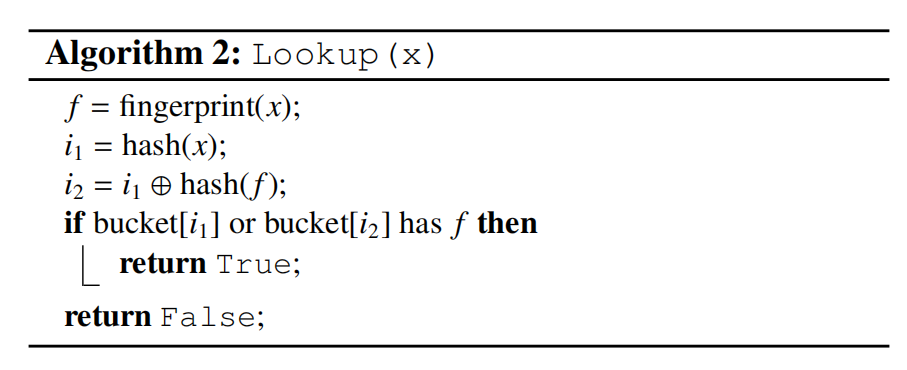 Algorithm 2: Lookup(x)
f = fingerprint(x);
i₁ = hash(x);
i₂ = i₁ ⊕ hash(f);
if bucket[i₁] or bucket[i₂] has f then
return True;
return False;